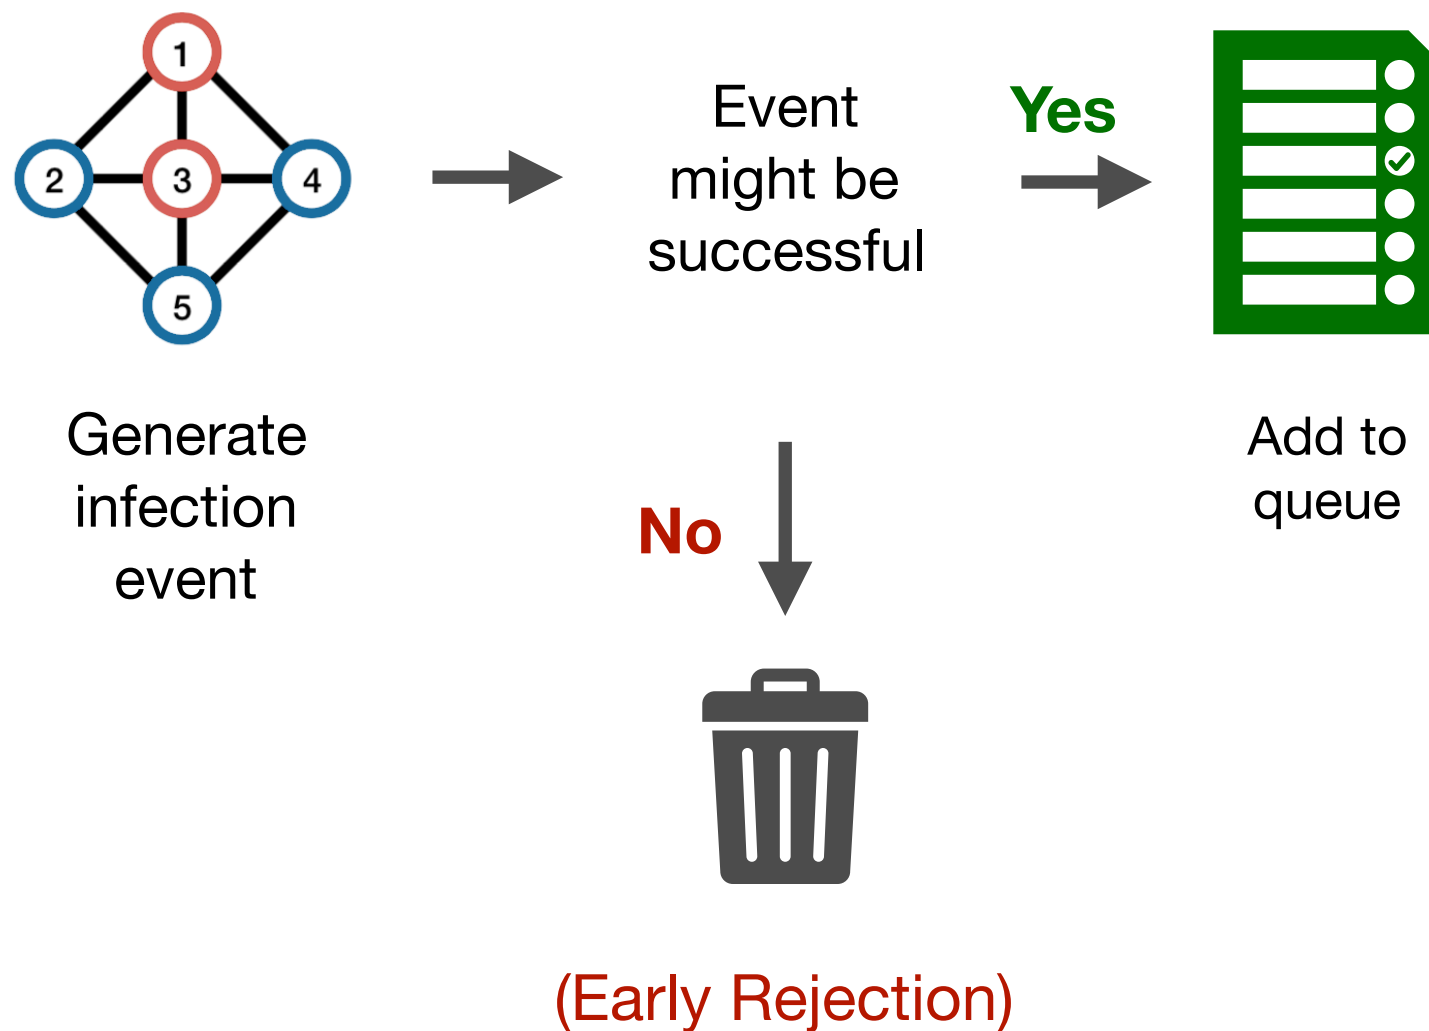 1
2
3
4
5
Generate
infection
event
Event
might be
successful
Yes
No
(Early Rejection)
Add to
queue